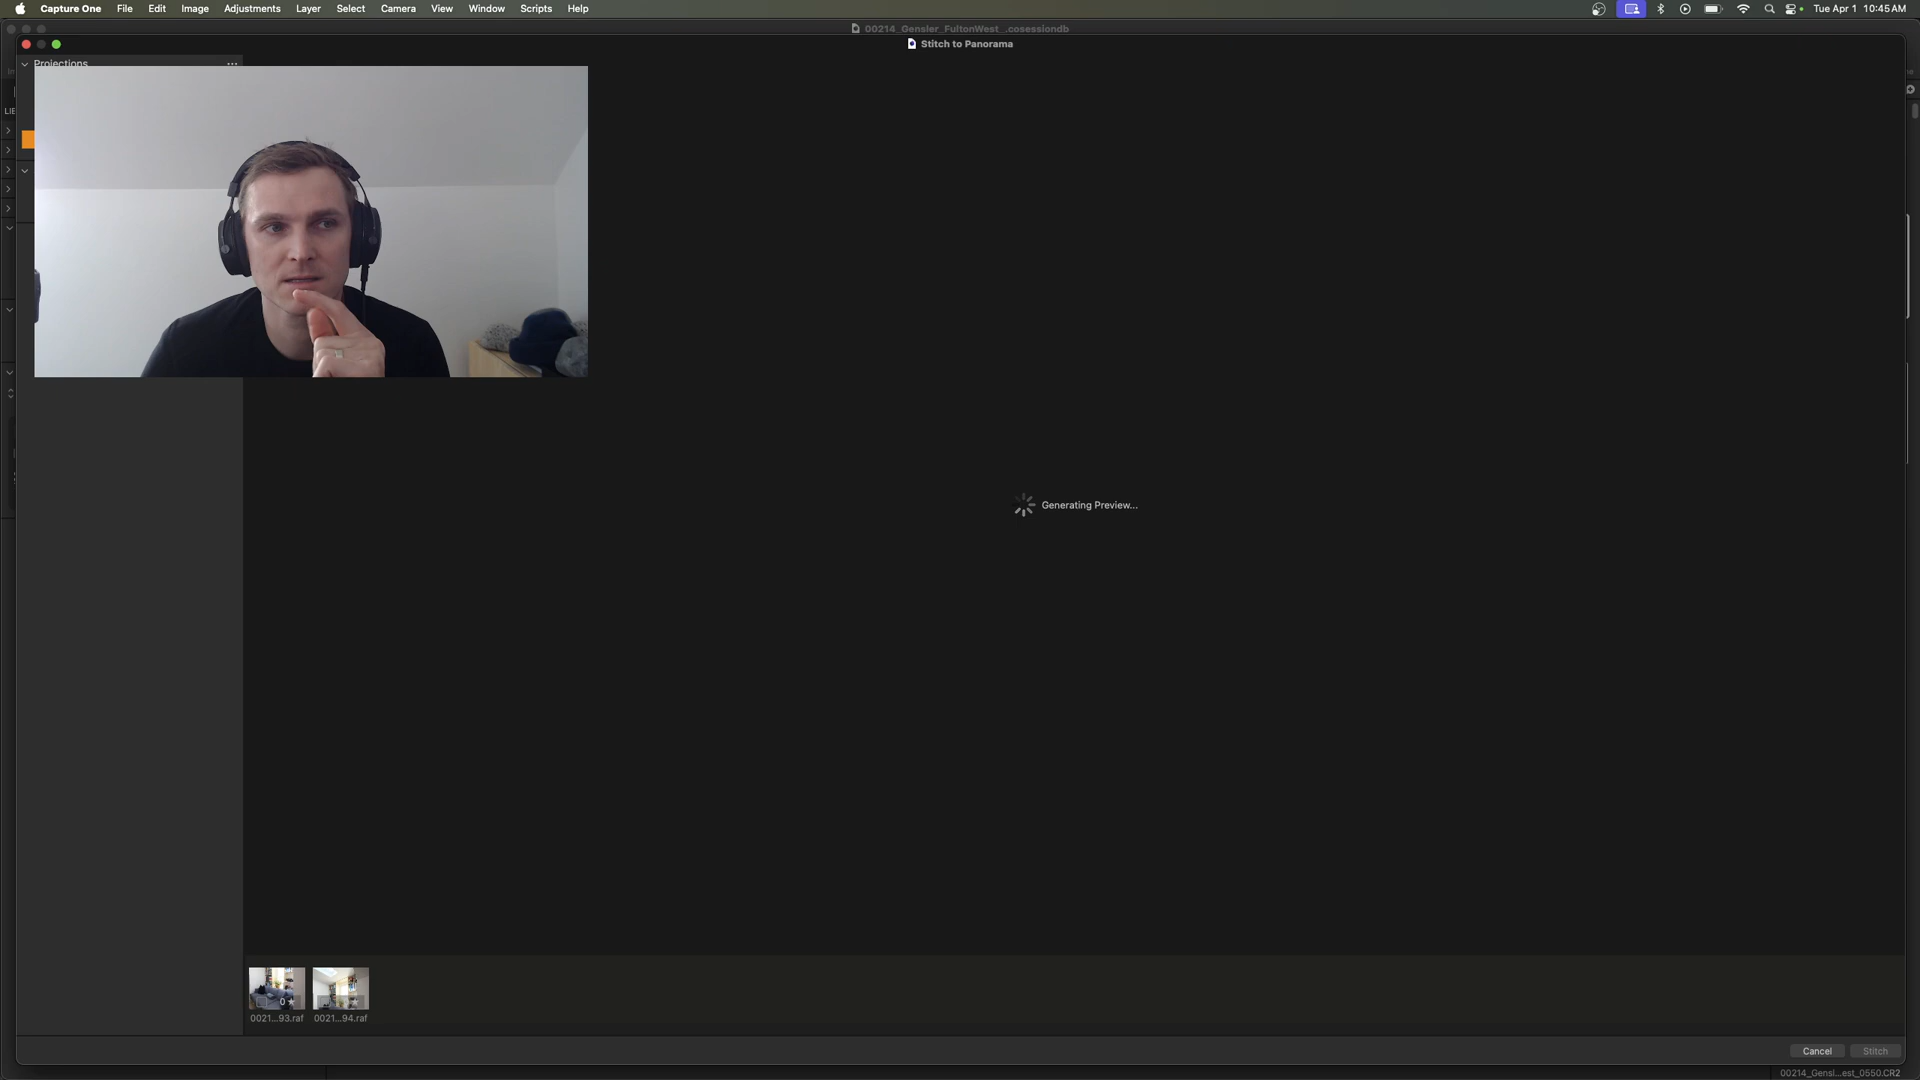 Capture One File Edit Image Adjustments Layer Select Camera View Window Scripts Help Tue Apr 1 10:45 AM
00214_Gensler_FultonWest_.cosessiondb
Stitch to Panorama
Projections ...
LIE
Generating Preview...
0
0021...93.raf 0021...94.raf
Cancel Stitch
00214_Gensl...est_0550.CR2